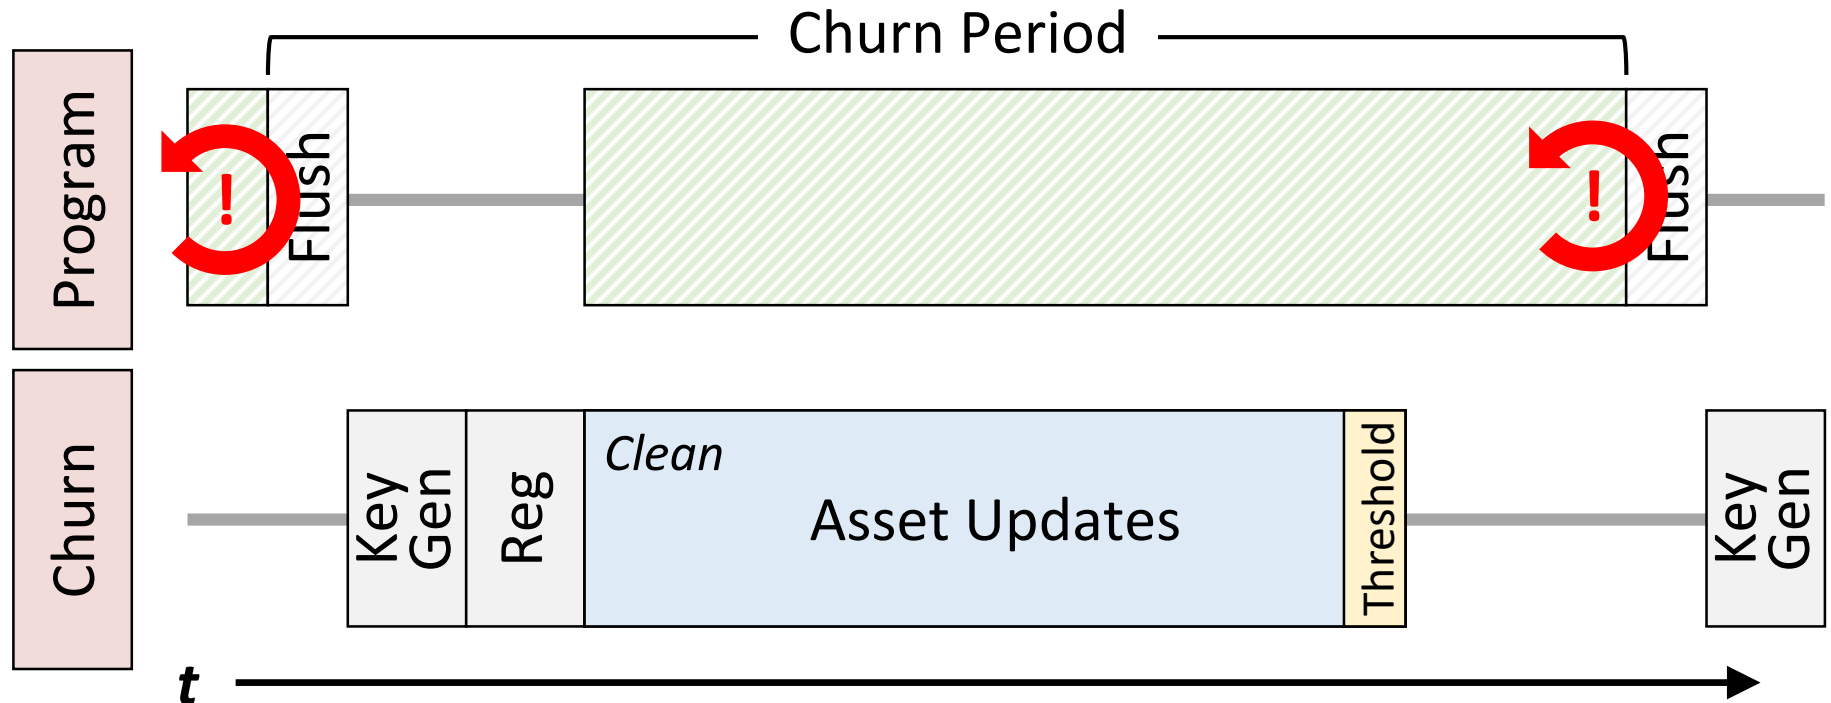 Churn Period
Program
!
Flush
!
Flush
Churn
Key
Gen
Reg
Clean
Asset Updates
Threshold
Key
Gen
t